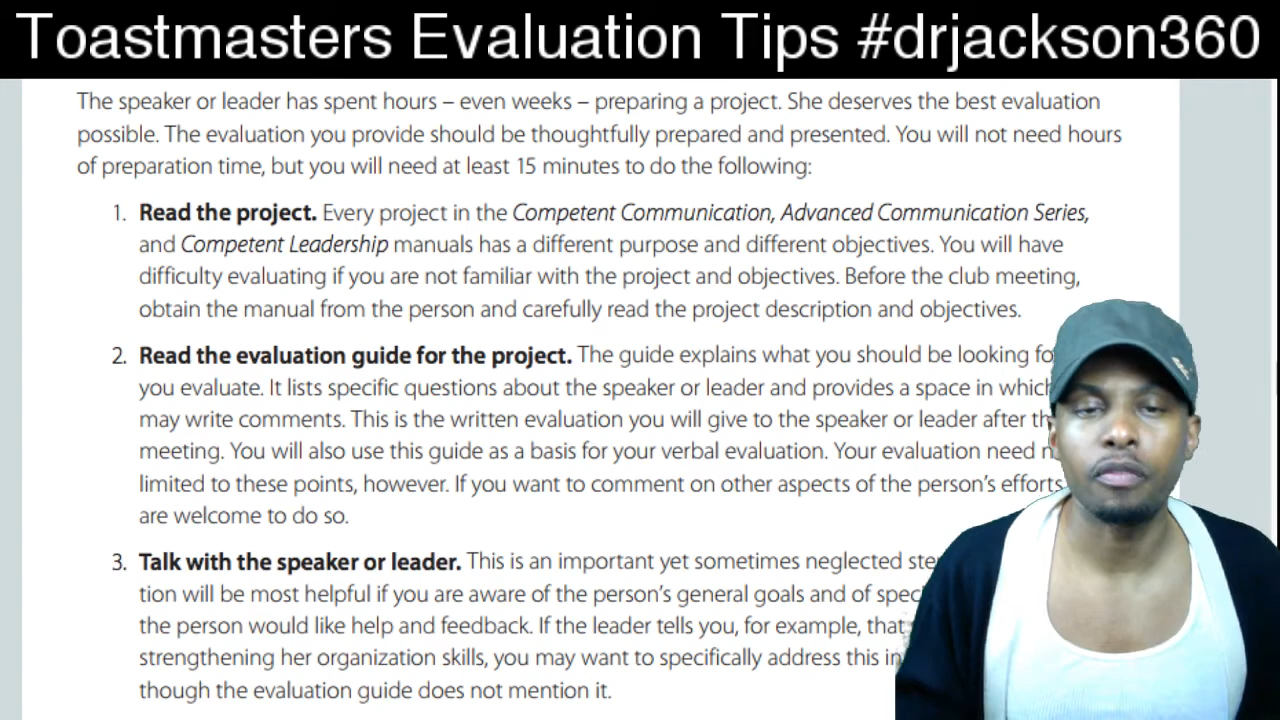 Toastmasters Evaluation Tips #drjackson360
The speaker or leader has spent hours – even weeks – preparing a project. She deserves the best evaluation
possible. The evaluation you provide should be thoughtfully prepared and presented. You will not need hours
of preparation time, but you will need at least 15 minutes to do the following:
1. Read the project. Every project in the Competent Communication, Advanced Communication Series,
and Competent Leadership manuals has a different purpose and different objectives. You will have
difficulty evaluating if you are not familiar with the project and objectives. Before the club meeting,
obtain the manual from the person and carefully read the project description and objectives.
2. Read the evaluation guide for the project. The guide explains what you should be looking
you evaluate. It lists specific questions about the speaker or leader and provides a space in which
may write comments. This is the written evaluation you will give to the speaker or leader after
meeting. You will also use this guide as a basis for your verbal evaluation. Your evaluation need
limited to these points, however. If you want to comment on other aspects of the person's efforts
are welcome to do so.
3. Talk with the speaker or leader. This is an important yet sometimes neglected
tion will be most helpful if you are aware of the person's general goals and of
the person would like help and feedback. If the leader tells you, for example, that
strengthening her organization skills, you may want to specifically address this
though the evaluation guide does not mention it.